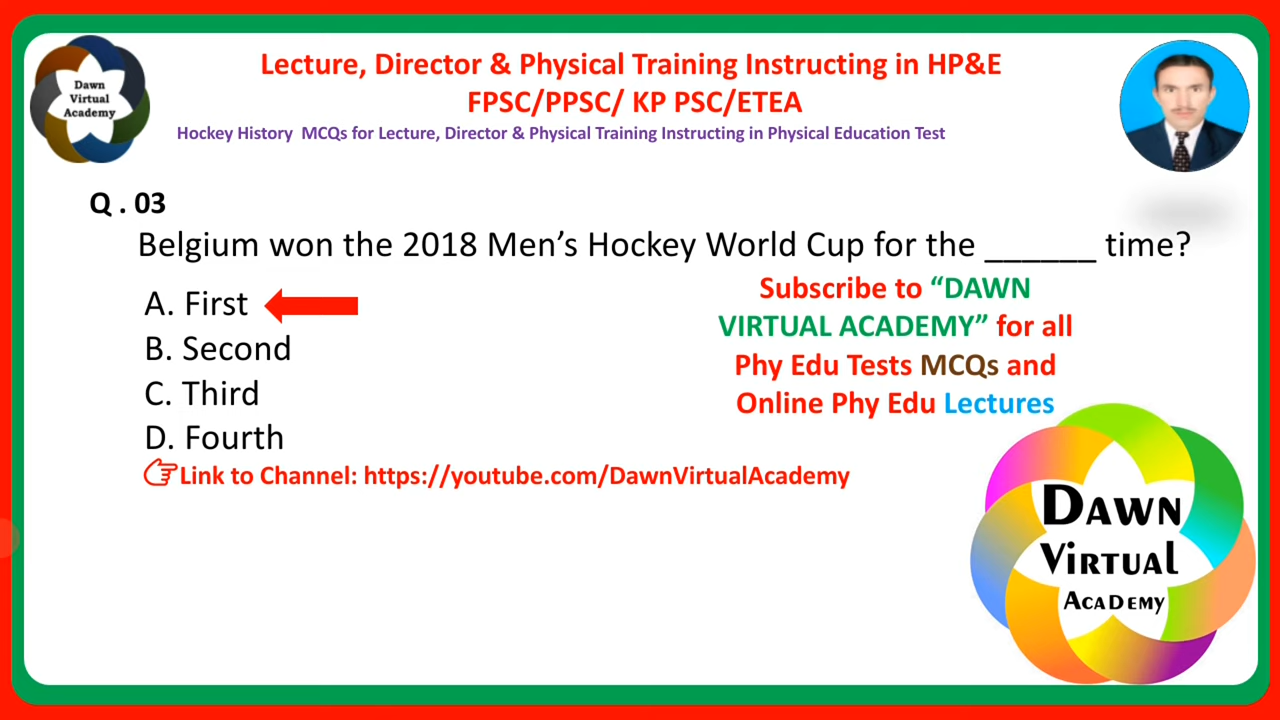 Dawn
Virtual
Academy
Lecture, Director & Physical Training Instructing in HP&E
FPSC/PPSC/ KP PSC/ETEA
Hockey History MCQs for Lecture, Director & Physical Training Instructing in Physical Education Test
Q . 03
Belgium won the 2018 Men’s Hockey World Cup for the ______ time?
A. First
B. Second
C. Third
D. Fourth
Subscribe to “DAWN
VIRTUAL ACADEMY” for all
Phy Edu Tests MCQs and
Online Phy Edu Lectures
Link to Channel: https://youtube.com/DawnVirtualAcademy
DAWN
VIRTUAL
ACADEMY